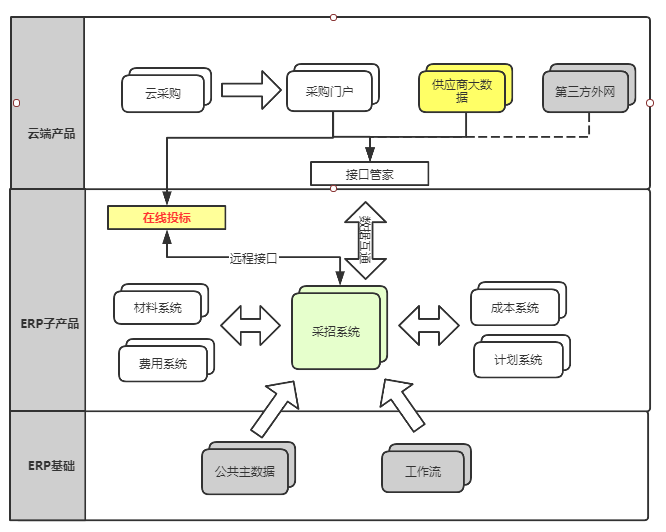 云端产品
云采购
采购门户
供应商大数
据
第三方外网
接口管家
ERP子产品
在线投标
数据互通
远程接口
材料系统
费用系统
采招系统
成本系统
计划系统
ERP基础
公共主数据
工作流